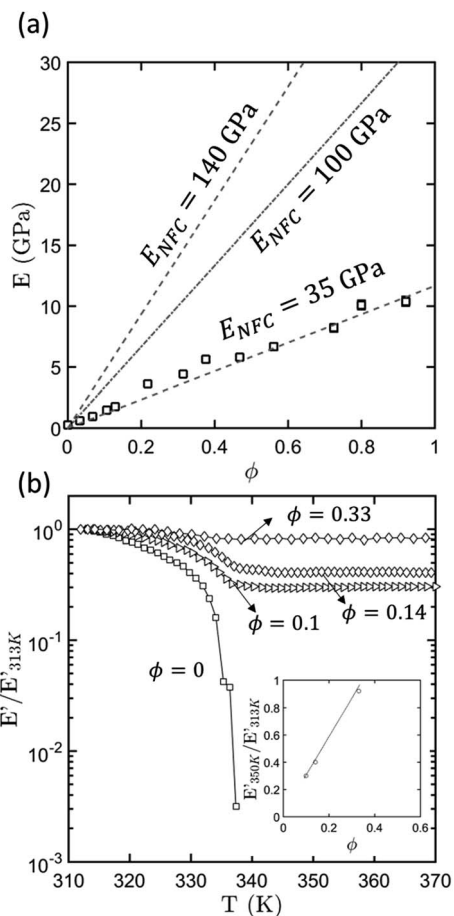 (a)
30
25
20
15
10
5
0
E (GPa)
E_NFC = 140 GPa
E_NFC = 100 GPa
E_NFC = 35 GPa
0 0.2 0.4 0.6 0.8 1
ϕ
(b)
10^0
10^-1
10^-2
10^-3
E'/E'_313K
ϕ = 0.33
ϕ = 0.14
ϕ = 0.1
ϕ = 0
1
0.8
0.6
0.4
0.2
0
E'_350K/E'_313K
0 0.2 0.4 0.6
ϕ
310 320 330 340 350 360 370
T (K)